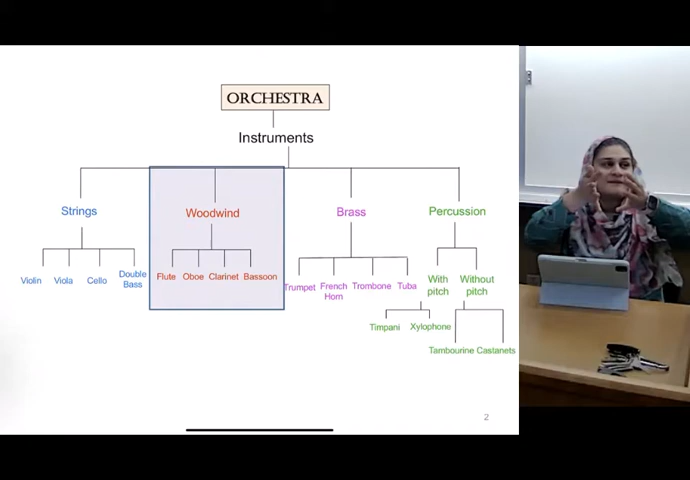 ORCHESTRA
Instruments
Strings
Woodwind
Brass
Percussion
Violin
Viola
Cello
Double
Bass
Flute
Oboe
Clarinet
Bassoon
Trumpet
French
Horn
Trombone
Tuba
With
pitch
Without
pitch
Timpani
Xylophone
Tambourine
Castanets
2